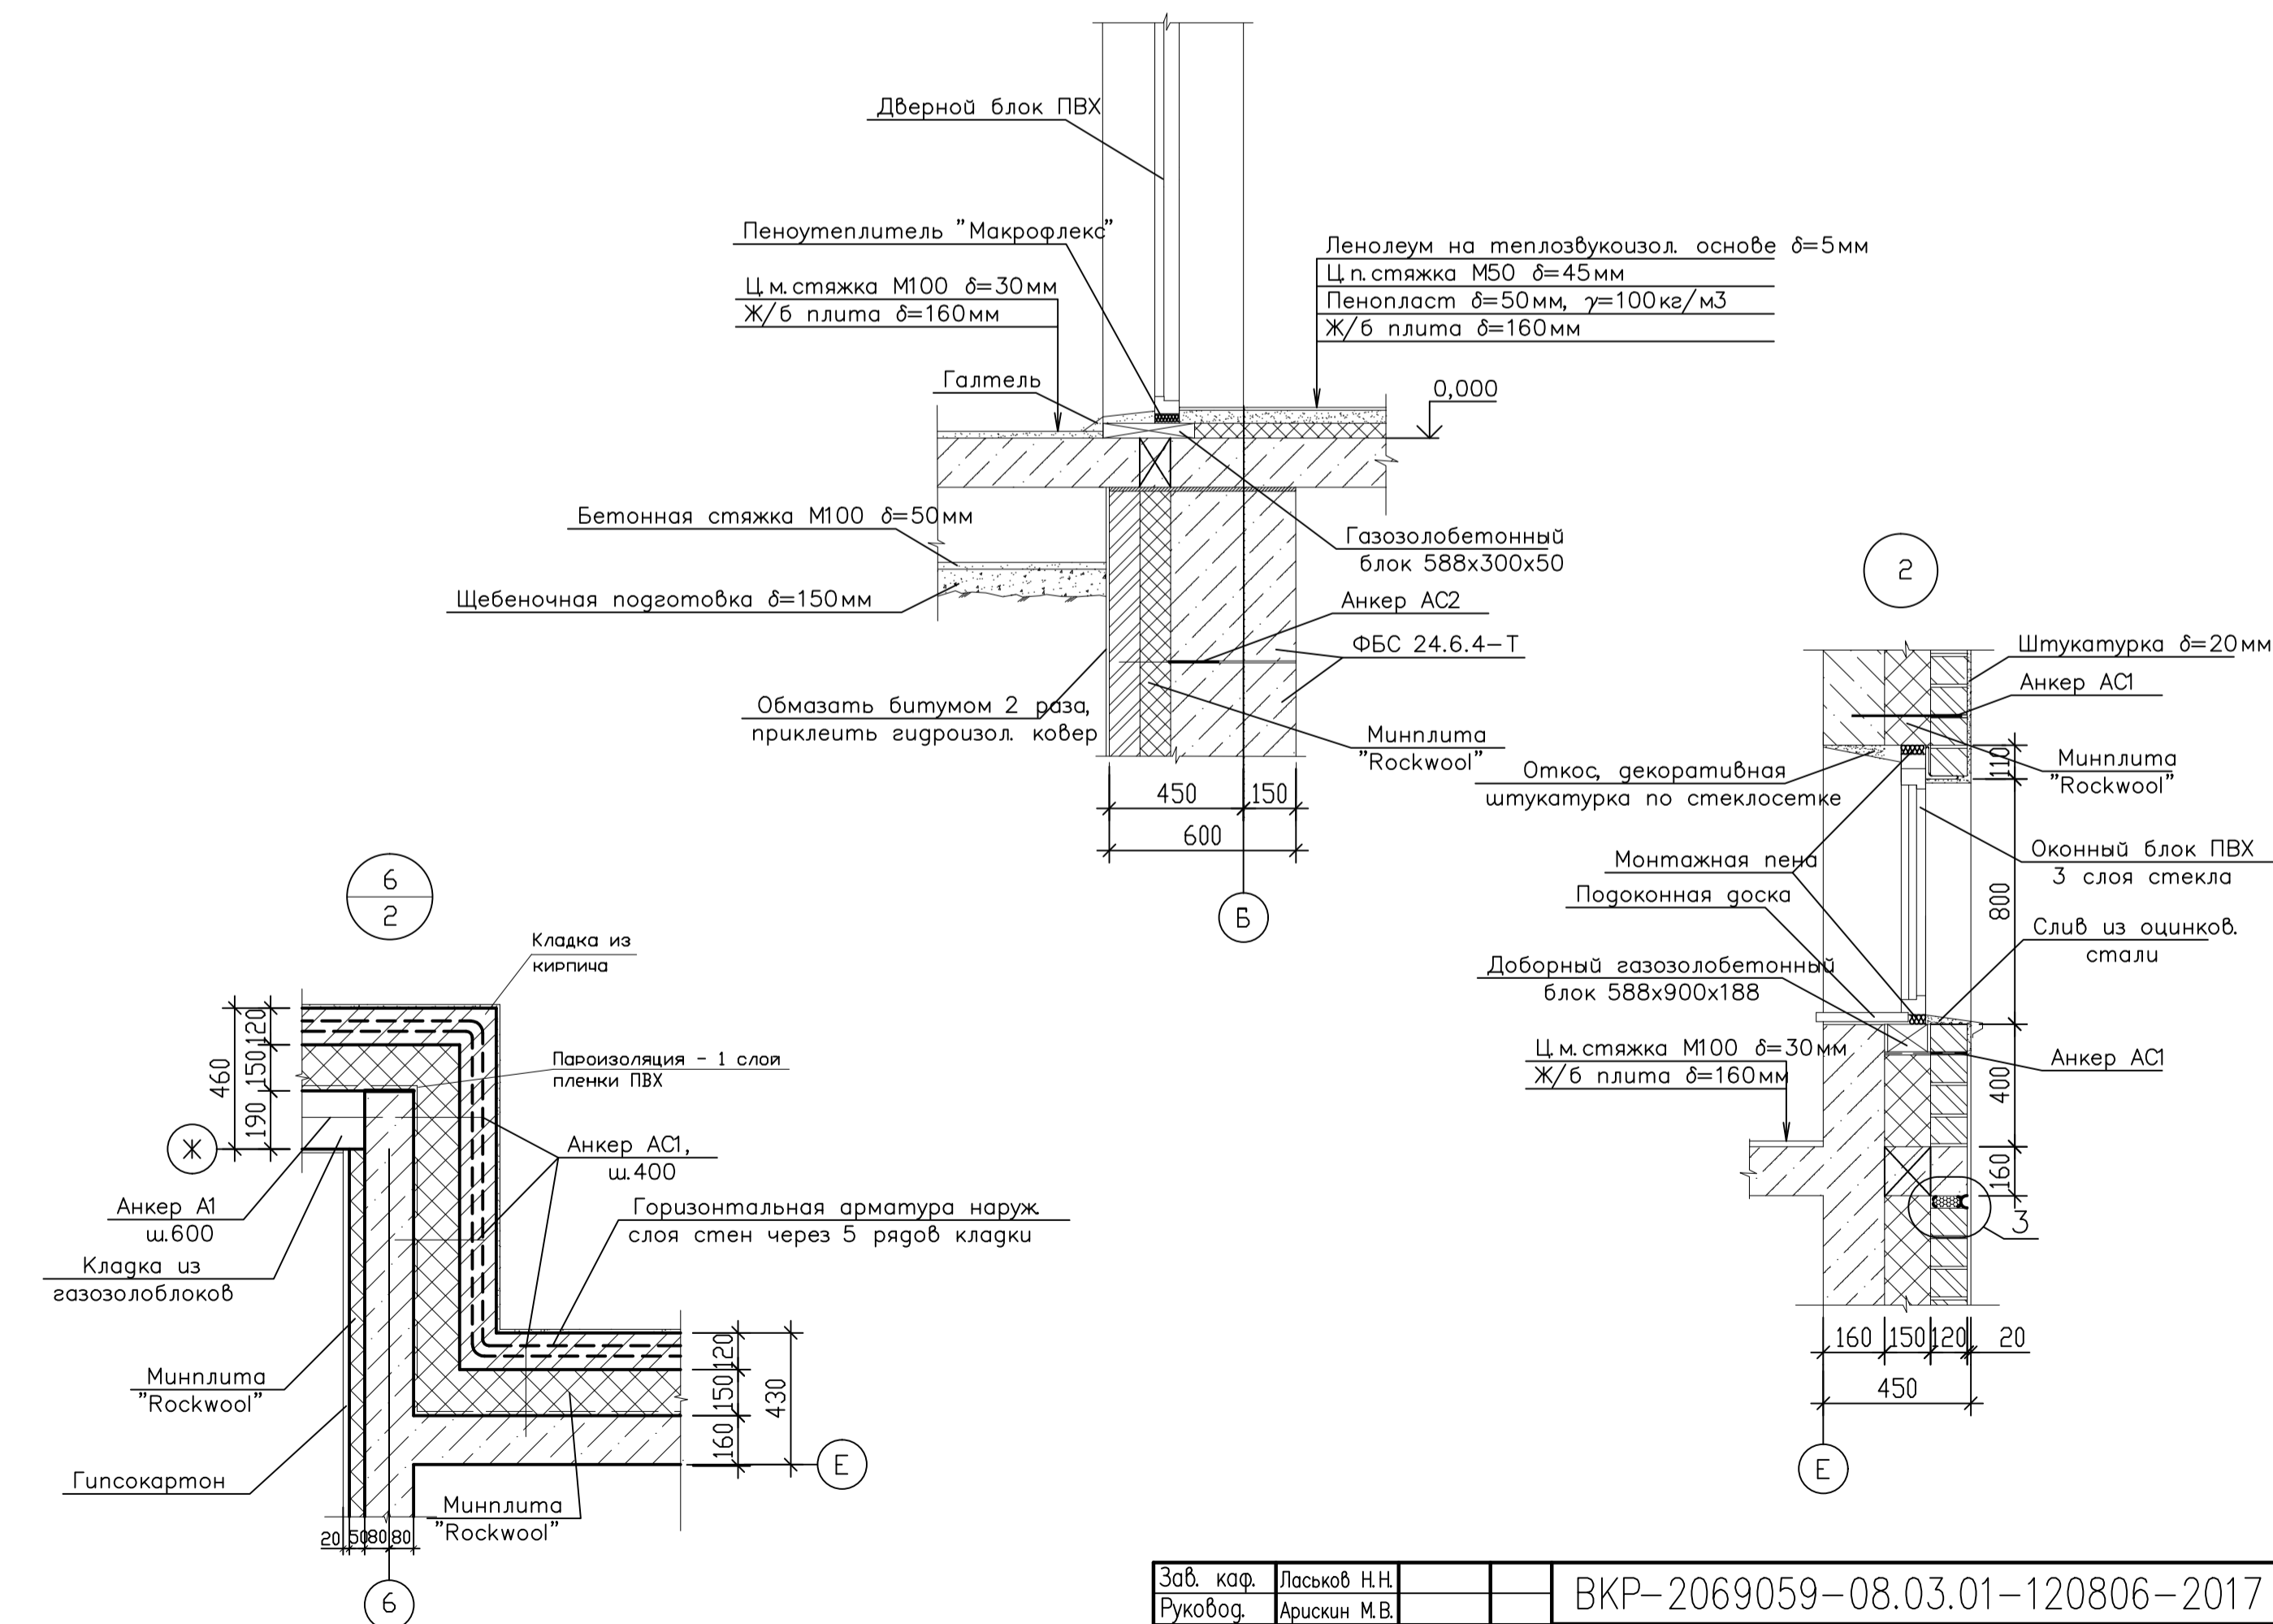 Дверной блок ПВХ
Пеноутеплитель "Макрофлекс"
Ц.м.стяжка М100 δ=30мм
Ж/б плита δ=160мм
Галтель
Ленолеум на теплозвукоизол. основе δ=5мм
Ц.п.стяжка М50 δ=45мм
Пенопласт δ=50мм, γ=100кг/м3
Ж/б плита δ=160мм
0,000
Бетонная стяжка М100 δ=50мм
Щебеночная подготовка δ=150мм
Обмазать битумом 2 раза,
приклеить гидроизол. ковер
Газозолобетонный
блок 588х300х50
Анкер АС2
ФБС 24.6.4-Т
Минплита
"Rockwool"
450
150
600
Б
2
Штукатурка δ=20мм
Анкер АС1
Минплита
"Rockwool"
Откос, декоративная
штукатурка по стеклосетке
Монтажная пена
Подоконная доска
Доборный газозолобетонный
блок 588х900х188
Ц.м.стяжка М100 δ=30мм
Ж/б плита δ=160мм
Оконный блок ПВХ
3 слоя стекла
Слив из оцинков.
стали
Анкер АС1
110
800
400
160
3
160
150
120
20
450
Е
6
2
Кладка из
кирпича
Пароизоляция - 1 слой
пленки ПВХ
Анкер АС1,
ш.400
Горизонтальная арматура наруж.
слоя стен через 5 рядов кладки
460
120
150
190
Ж
Анкер А1
ш.600
Кладка из
газозолоблоков
Минплита
"Rockwool"
Гипсокартон
Минплита
"Rockwool"
120
150
160
430
Е
20
50
80
80
6
Зав. каф.
Ласьков Н.Н.
ВКР-2069059-08.03.01-120806-2017
Руковод.
Арискин М.В.